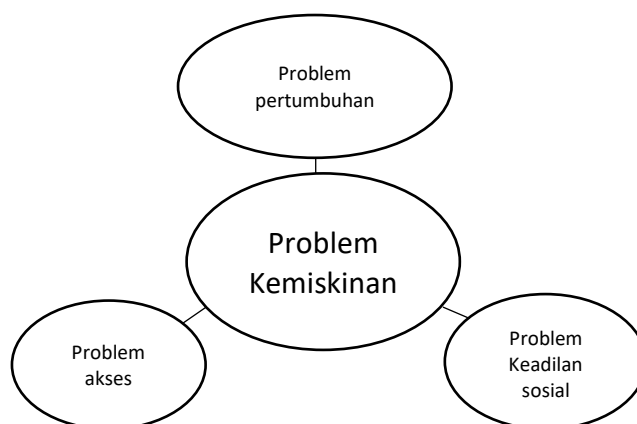 Problem
pertumbuhan
Problem
Kemiskinan
Problem
akses
Problem
Keadilan
sosial